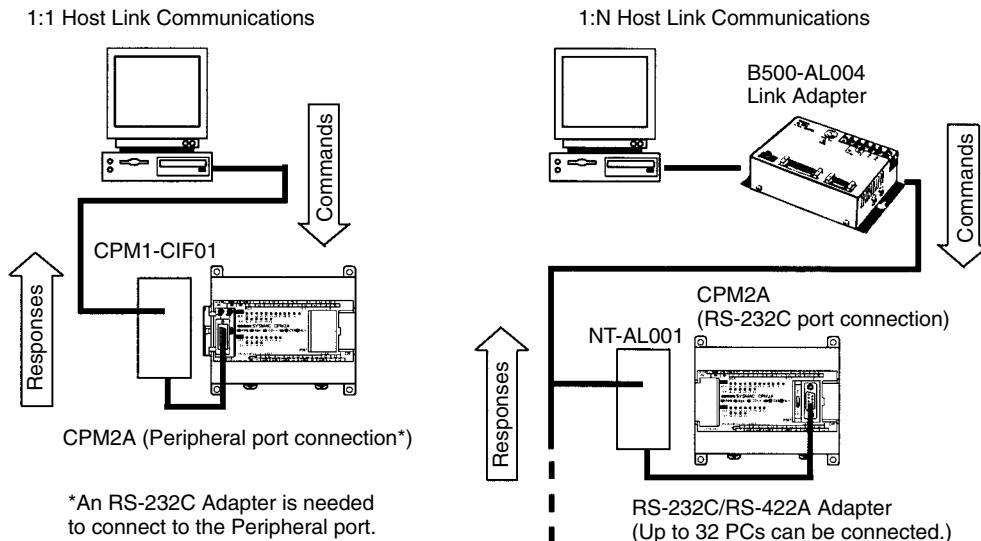 1:1 Host Link Communications
Commands
CPM1-CIF01
Responses
SYSMAC CPM2A
CPM2A (Peripheral port connection*)
*An RS-232C Adapter is needed
to connect to the Peripheral port.
1:N Host Link Communications
B500-AL004
Link Adapter
Commands
CPM2A
(RS-232C port connection)
NT-AL001
Responses
RS-232C/RS-422A Adapter
(Up to 32 PCs can be connected.)